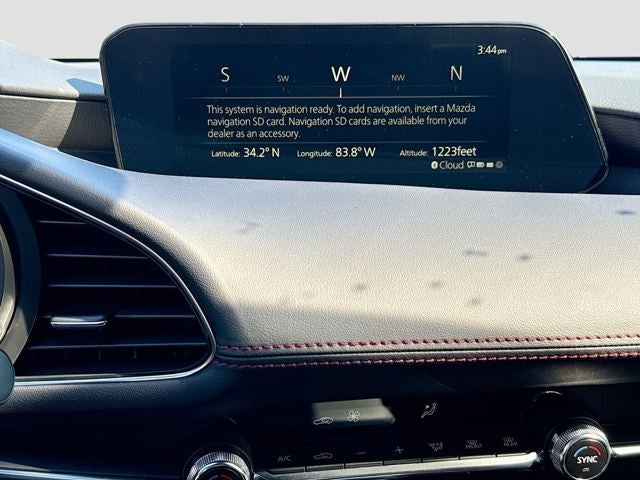 3:44pm
S SW W NW N
This system is navigation ready. To add navigation, insert a Mazda
navigation SD card. Navigation SD cards are available from your
dealer as an accessory.
Latitude: 34.2° N Longitude: 83.8° W Altitude: 1223feet
Cloud
A/C − + FRONT REAR
SYNC